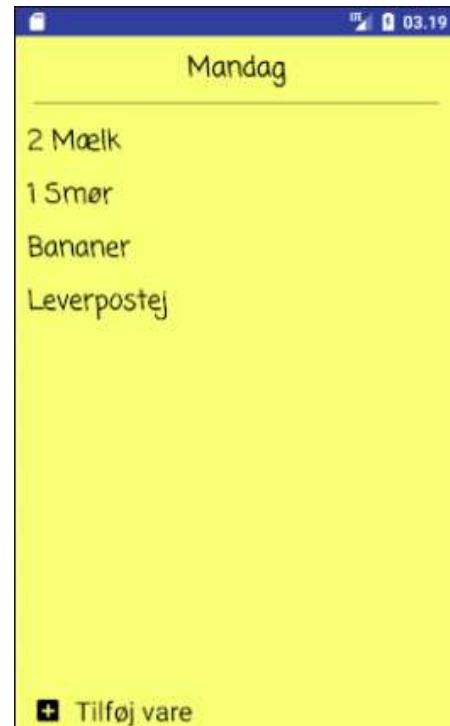 03.19
Mandag
2 Mælk
1 Smør
Bananer
Leverpostej
Tilføj vare